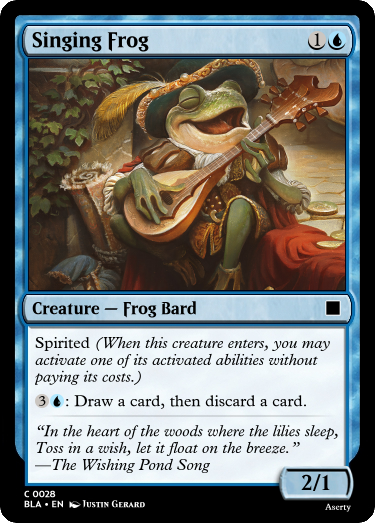 Singing Frog 1
Creature — Frog Bard
Spirited (When this creature enters, you may
activate one of its activated abilities without
paying its costs.)
3: Draw a card, then discard a card.
“In the heart of the woods where the lilies sleep,
Toss in a wish, let it float on the breeze.”
—The Wishing Pond Song
2/1
C 0028
BLA • EN Justin Gerard
Aserty